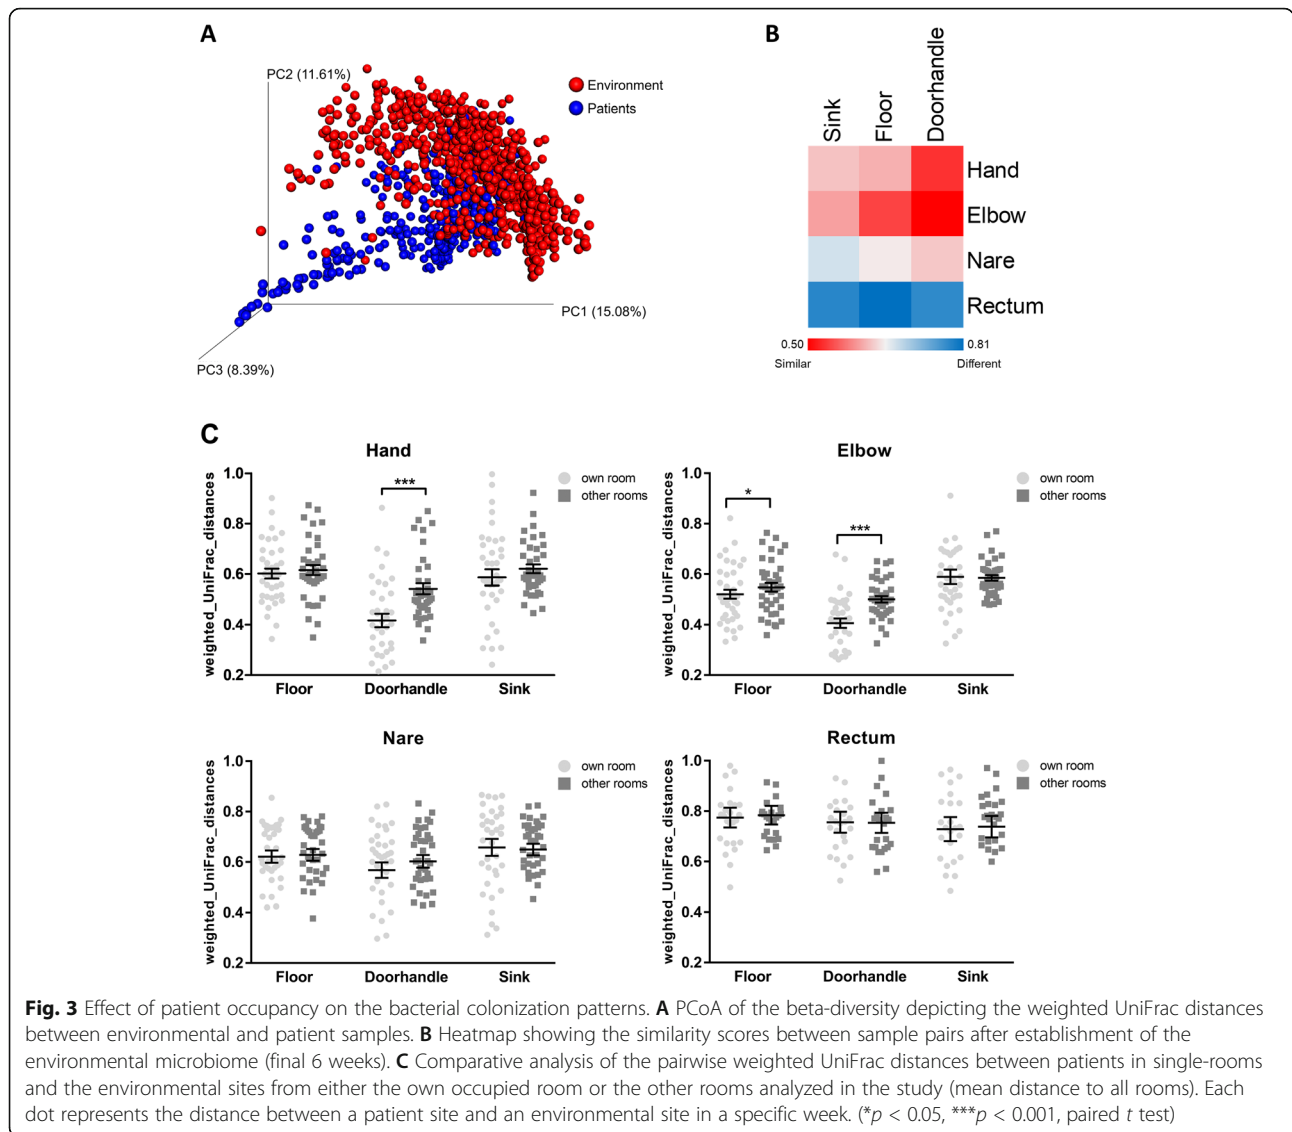 A
PC2 (11.61%)
Environment
Patients
PC1 (15.08%)
PC3 (8.39%)
B
Sink
Floor
Doorhandle
Hand
Elbow
Nare
Rectum
0.50
0.81
Similar
Different
C
Hand
weighted_UniFrac_distances
1.0
0.8
0.6
0.4
0.2
***
own room
other rooms
Floor
Doorhandle
Sink
Elbow
weighted_UniFrac_distances
1.0
0.8
0.6
0.4
0.2
*
***
own room
other rooms
Floor
Doorhandle
Sink
Nare
weighted_UniFrac_distances
1.0
0.8
0.6
0.4
0.2
own room
other rooms
Floor
Doorhandle
Sink
Rectum
weighted_UniFrac_distances
1.0
0.8
0.6
0.4
0.2
own room
other rooms
Floor
Doorhandle
Sink
Fig. 3 Effect of patient occupancy on the bacterial colonization patterns. A PCoA of the beta-diversity depicting the weighted UniFrac distances
between environmental and patient samples. B Heatmap showing the similarity scores between sample pairs after establishment of the
environmental microbiome (final 6 weeks). C Comparative analysis of the pairwise weighted UniFrac distances between patients in single-rooms
and the environmental sites from either the own occupied room or the other rooms analyzed in the study (mean distance to all rooms). Each
dot represents the distance between a patient site and an environmental site in a specific week. (*p < 0.05, ***p < 0.001, paired t test)